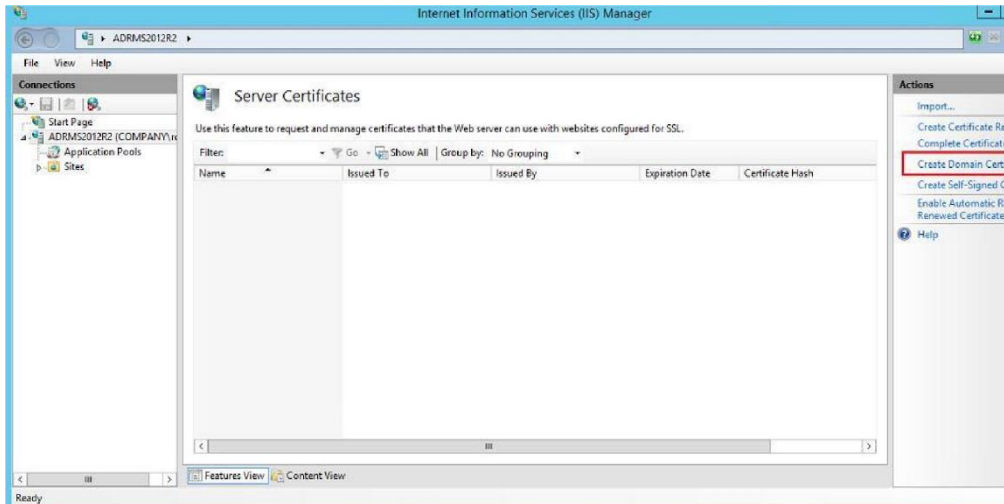 Internet Information Services (IIS) Manager
ADRMS2012R2
File View Help
Connections
Start Page
ADRMS2012R2 (COMPANY\
Application Pools
Sites
Server Certificates
Use this feature to request and manage certificates that the Web server can use with websites configured for SSL.
Filter: Go Show All Group by: No Grouping
Name Issued To Issued By Expiration Date Certificate Hash
Features View Content View
Actions
Import...
Create Certificate Re
Complete Certificat
Create Domain Cert
Create Self-Signed C
Enable Automatic R
Renewed Certificate
Help
Ready